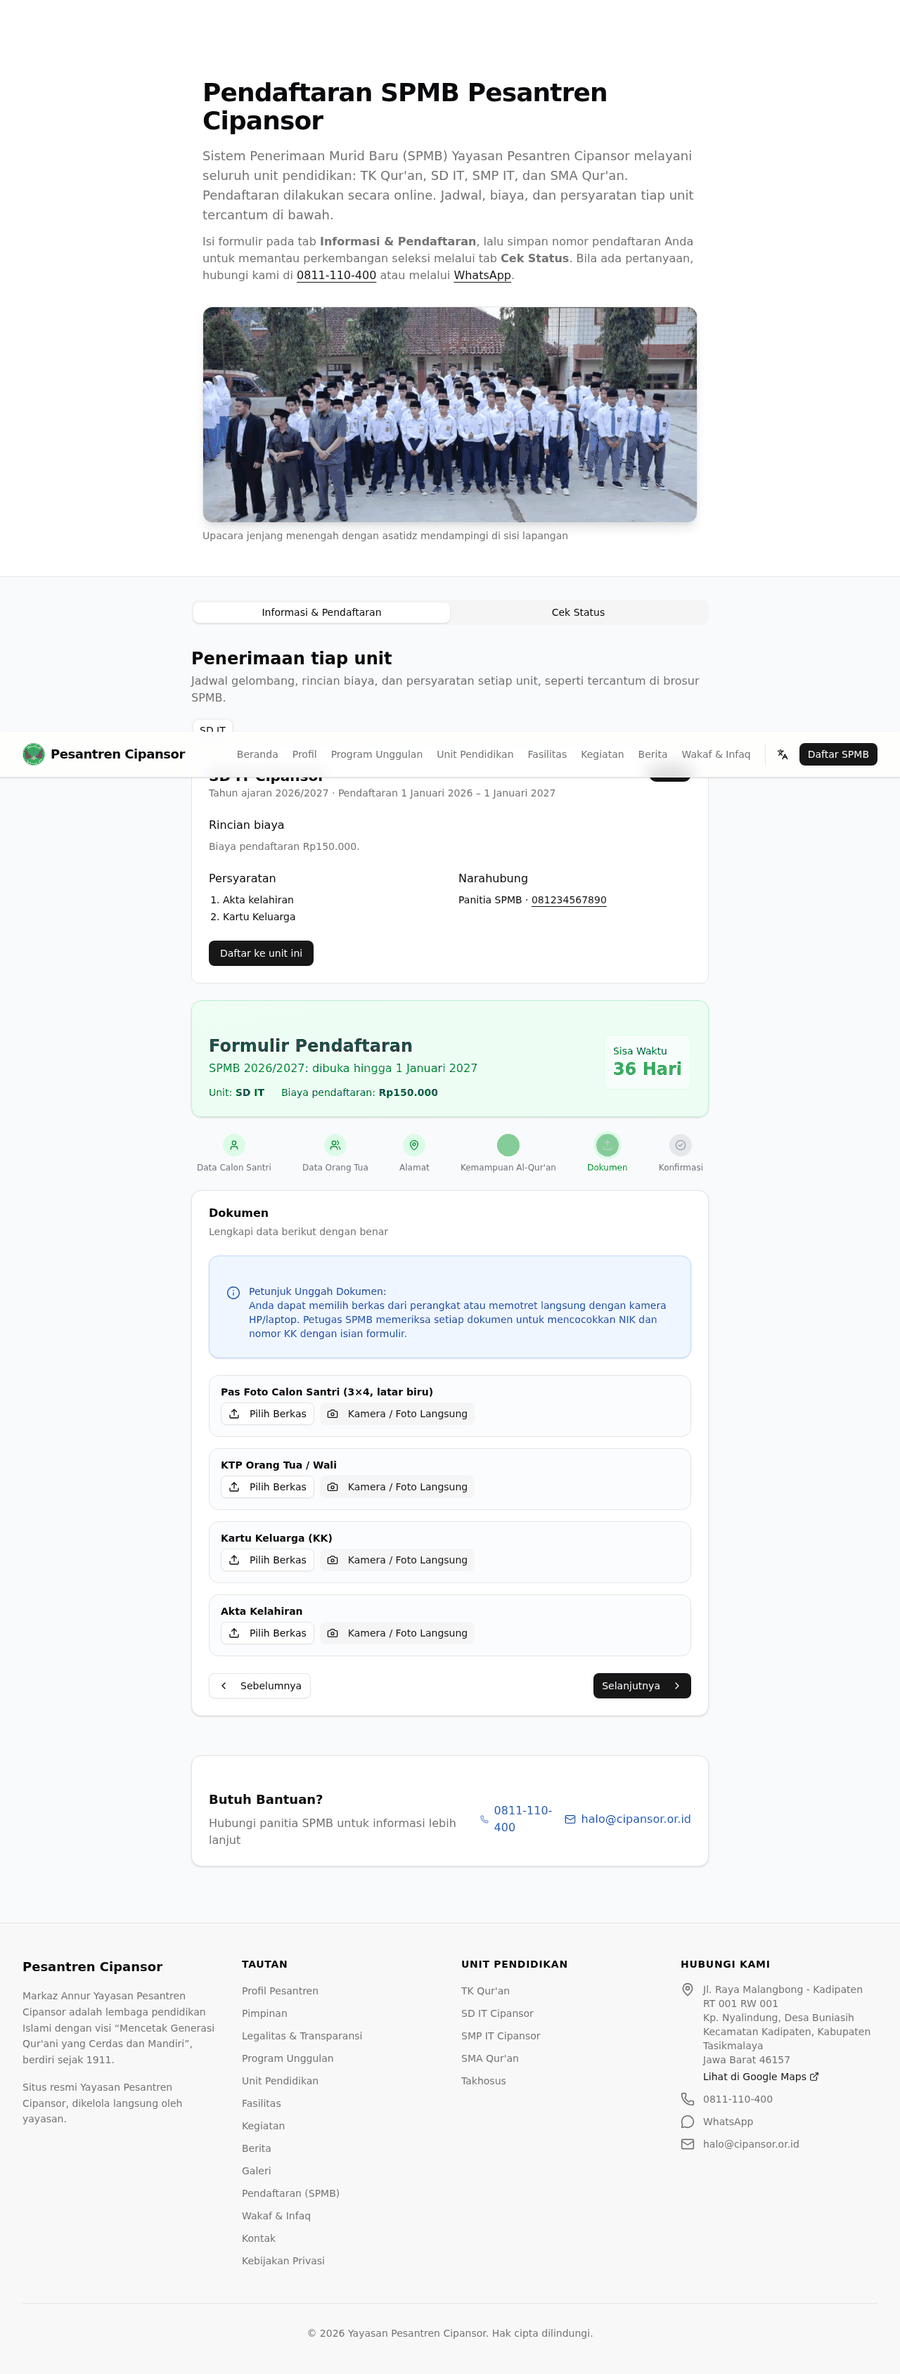 Pendaftaran SPMB Pesantren
Cipansor
Sistem Penerimaan Murid Baru (SPMB) Yayasan Pesantren Cipansor melayani
seluruh unit pendidikan: TK Qur'an, SD IT, SMP IT, dan SMA Qur'an.
Pendaftaran dilakukan secara online. Jadwal, biaya, dan persyaratan tiap unit
tercantum di bawah.
Isi formulir pada tab Informasi & Pendaftaran, lalu simpan nomor pendaftaran Anda
untuk memantau perkembangan seleksi melalui tab Cek Status. Bila ada pertanyaan,
hubungi kami di 0811-110-400 atau melalui WhatsApp.
Upacara jenjang menengah dengan asatidz mendampingi di sisi lapangan
Informasi & Pendaftaran
Cek Status
Penerimaan tiap unit
Jadwal gelombang, rincian biaya, dan persyaratan setiap unit, seperti tercantum di brosur
SPMB.
SD IT
Pesantren Cipansor
Beranda
Profil
Program Unggulan
Unit Pendidikan
Fasilitas
Kegiatan
Berita
Wakaf & Infaq
Daftar SPMB
SD IT Cipansor
Tahun ajaran 2026/2027 · Pendaftaran 1 Januari 2026 – 1 Januari 2027
Rincian biaya
Biaya pendaftaran Rp150.000.
Persyaratan
1. Akta kelahiran
2. Kartu Keluarga
Narahubung
Panitia SPMB · 081234567890
Daftar ke unit ini
Formulir Pendaftaran
SPMB 2026/2027: dibuka hingga 1 Januari 2027
Unit: SD IT
Biaya pendaftaran: Rp150.000
Sisa Waktu
36 Hari
Data Calon Santri
Data Orang Tua
Alamat
Kemampuan Al-Qur'an
Dokumen
Konfirmasi
Dokumen
Lengkapi data berikut dengan benar
Petunjuk Unggah Dokumen:
Anda dapat memilih berkas dari perangkat atau memotret langsung dengan kamera
HP/laptop. Petugas SPMB memeriksa setiap dokumen untuk mencocokkan NIK dan
nomor KK dengan isian formulir.
Pas Foto Calon Santri (3×4, latar biru)
Pilih Berkas
Kamera / Foto Langsung
KTP Orang Tua / Wali
Pilih Berkas
Kamera / Foto Langsung
Kartu Keluarga (KK)
Pilih Berkas
Kamera / Foto Langsung
Akta Kelahiran
Pilih Berkas
Kamera / Foto Langsung
Sebelumnya
Selanjutnya
Butuh Bantuan?
Hubungi panitia SPMB untuk informasi lebih
lanjut
0811-110-
400
halo@cipansor.or.id
Pesantren Cipansor
Markaz Annur Yayasan Pesantren
Cipansor adalah lembaga pendidikan
Islami dengan visi “Mencetak Generasi
Qur'ani yang Cerdas dan Mandiri”,
berdiri sejak 1911.
Situs resmi Yayasan Pesantren
Cipansor, dikelola langsung oleh
yayasan.
TAUTAN
Profil Pesantren
Pimpinan
Legalitas & Transparansi
Program Unggulan
Unit Pendidikan
Fasilitas
Kegiatan
Berita
Galeri
Pendaftaran (SPMB)
Wakaf & Infaq
Kontak
Kebijakan Privasi
UNIT PENDIDIKAN
TK Qur'an
SD IT Cipansor
SMP IT Cipansor
SMA Qur'an
Takhosus
HUBUNGI KAMI
Jl. Raya Malangbong - Kadipaten
RT 001 RW 001
Kp. Nyalindung, Desa Buniasih
Kecamatan Kadipaten, Kabupaten
Tasikmalaya
Jawa Barat 46157
Lihat di Google Maps
0811-110-400
WhatsApp
halo@cipansor.or.id
© 2026 Yayasan Pesantren Cipansor. Hak cipta dilindungi.